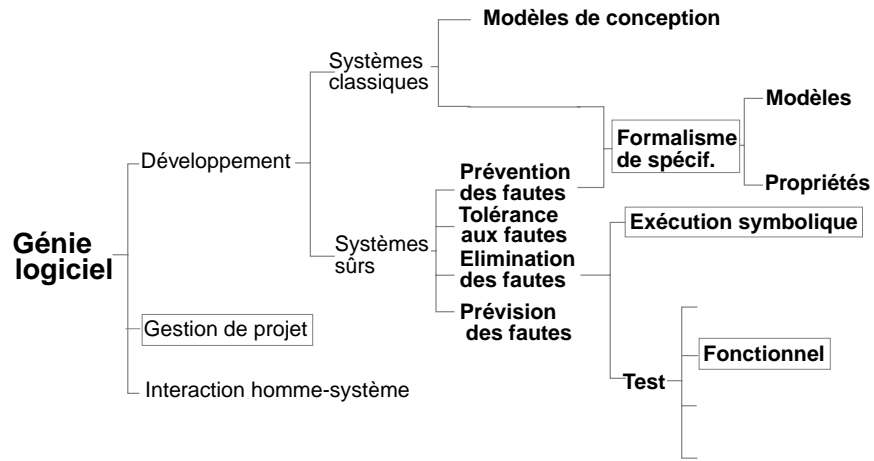 Modèles de conception
Systèmes
classiques
Modèles
Formalisme
de spécif.
Développement
Prévention
des fautes
Propriétés
Tolérance
aux fautes
Exécution symbolique
Génie
logiciel
Systèmes
sûrs
Elimination
des fautes
Prévision
des fautes
Gestion de projet
Fonctionnel
Test
Interaction homme-système